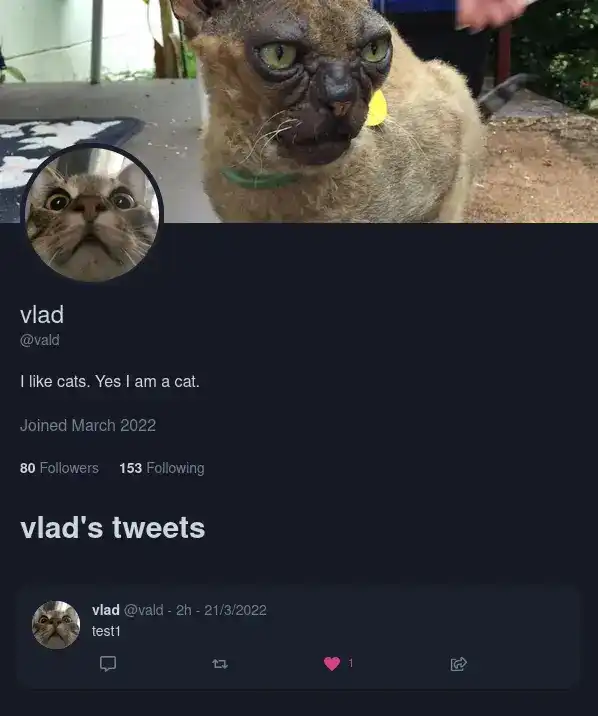 vlad
@vald
I like cats. Yes I am a cat.
Joined March 2022
80 Followers 153 Following
vlad's tweets
vlad @vald - 2h - 21/3/2022
test1
1